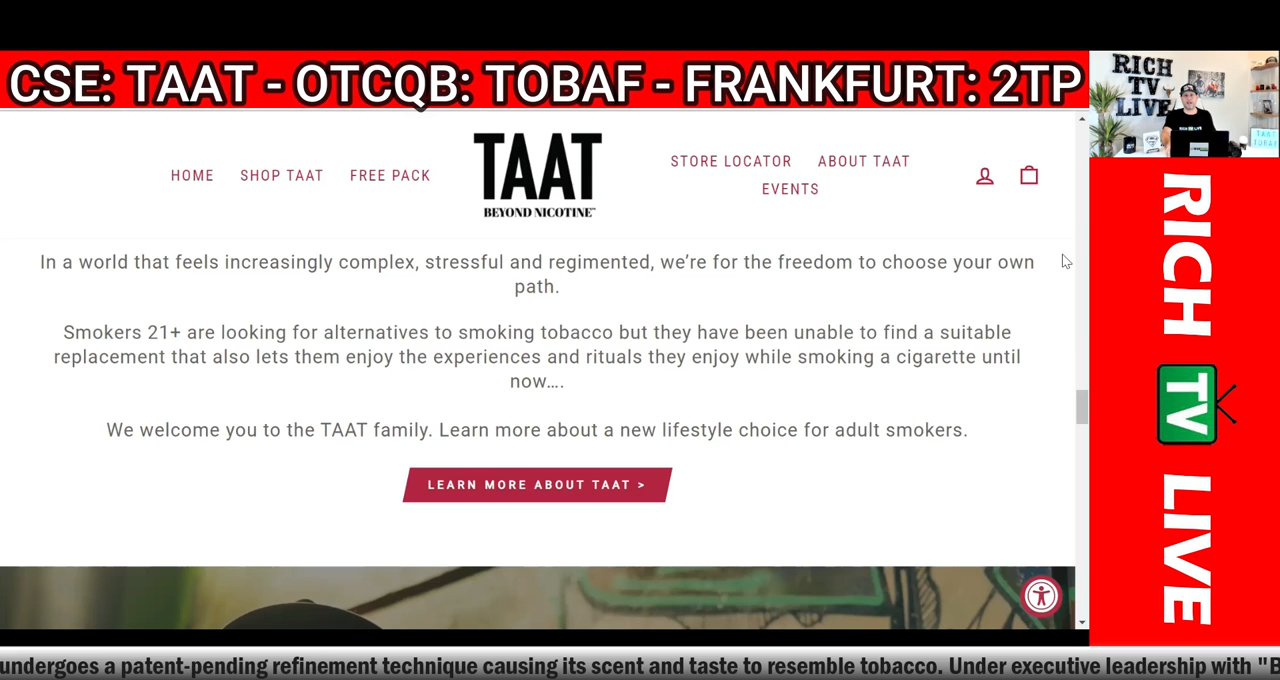 CSE: TAAT - OTCQB: TOBAF - FRANKFURT: 2TP
RICH
TV
LIVE
HOME
SHOP TAAT
FREE PACK
TAAT
BEYOND NICOTINE™
STORE LOCATOR
ABOUT TAAT
EVENTS
In a world that feels increasingly complex, stressful and regimented, we’re for the freedom to choose your own
path.
Smokers 21+ are looking for alternatives to smoking tobacco but they have been unable to find a suitable
replacement that also lets them enjoy the experiences and rituals they enjoy while smoking a cigarette until
now....
We welcome you to the TAAT family. Learn more about a new lifestyle choice for adult smokers.
LEARN MORE ABOUT TAAT >
RICH TV LIVE
undergoes a patent-pending refinement technique causing its scent and taste to resemble tobacco. Under executive leadership with "B